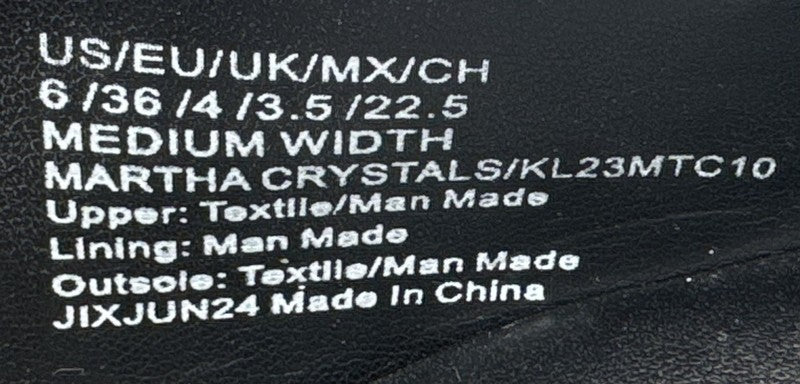 US/EU/UK/MX/CH
6 /36 /4 /3.5 /22.5
MEDIUM WIDTH
MARTHA CRYSTALS/KL23MTC10
Upper: Textile/Man Made
Lining: Man Made
Outsole: Textile/Man Made
JIXJUN24 Made In China